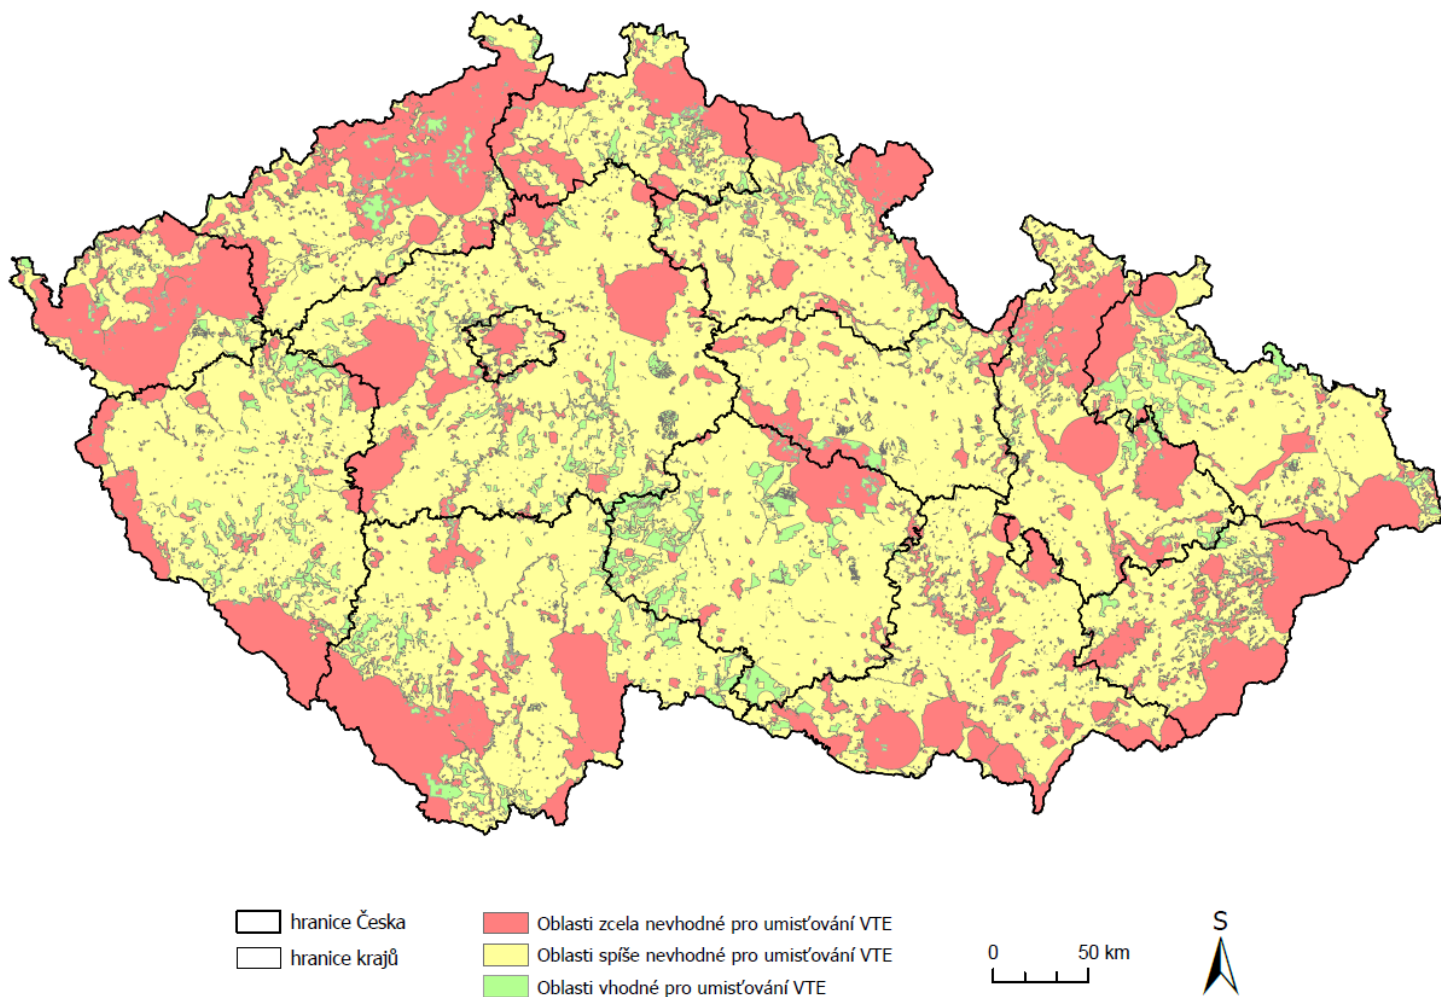 hranice Česka
hranice krajů
Oblasti zcela nevhodné pro umisťování VTE
Oblasti spíše nevhodné pro umisťování VTE
Oblasti vhodné pro umisťování VTE
0 50 km
S